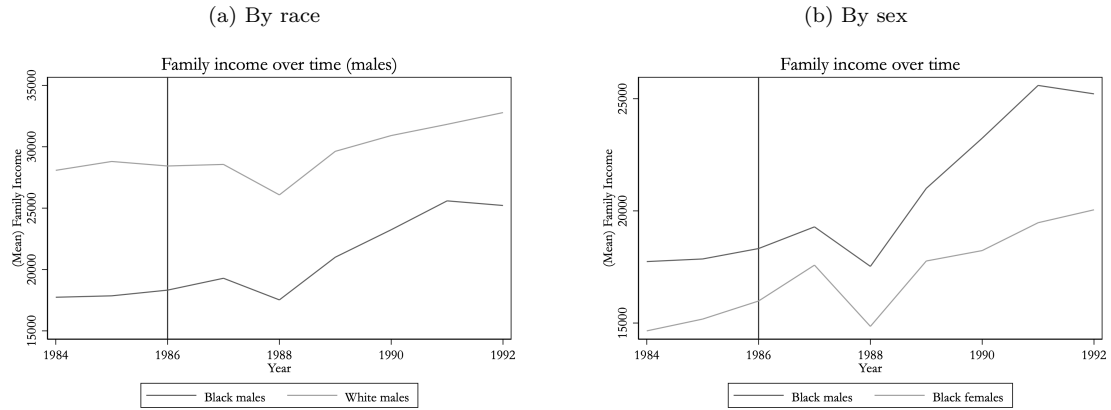 (a) By race
Family income over time (males)
(Mean) Family Income
35000
30000
25000
20000
15000
1984 1986 1988 1990 1992
Year
Black males White males
(b) By sex
Family income over time
(Mean) Family Income
25000
20000
15000
1984 1986 1988 1990 1992
Year
Black males Black females